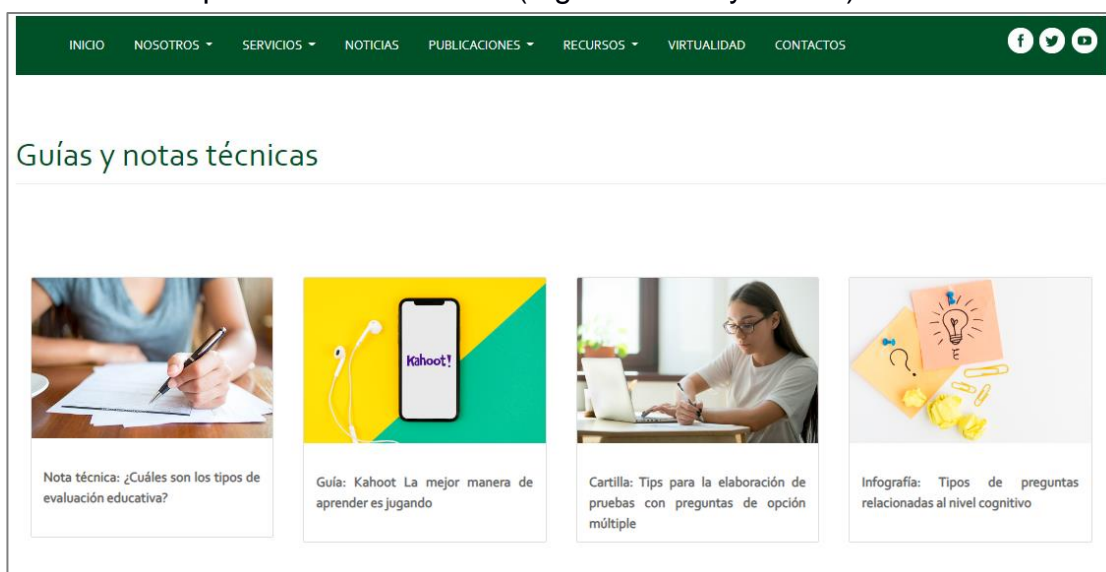 INICIO NOSOTROS SERVICIOS NOTICIAS PUBLICACIONES RECURSOS VIRTUALIDAD CONTACTOS
Guías y notas técnicas
Kahoot!
?
E
Nota técnica: ¿Cuáles son los tipos de
evaluación educativa?
Guía: Kahoot La mejor manera de
aprender es jugando
Cartilla: Tips para la elaboración de
pruebas con preguntas de opción
múltiple
Infografía: Tipos de preguntas
relacionadas al nivel cognitivo